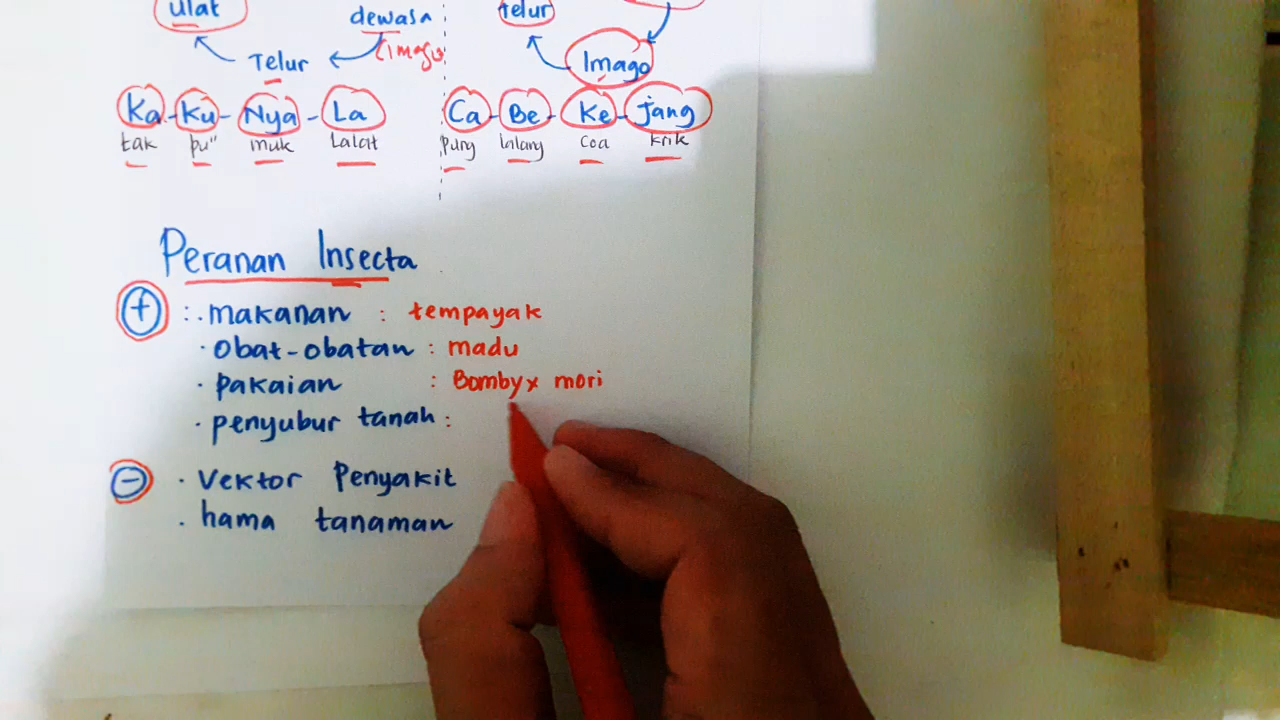 ulat
dewasa
telur
(imago
Telur
Imago
Ka-Ku-Nya-La
tak pu" muk Lalat
Ca-Be-Ke-jang
pung lalang Coa krik
Peranan Insecta
+ : . makanan : tempayak
. Obat-obatan : madu
. pakaian : Bombyx mori
. penyubur tanah :
- . Vektor Penyakit
. hama tanaman